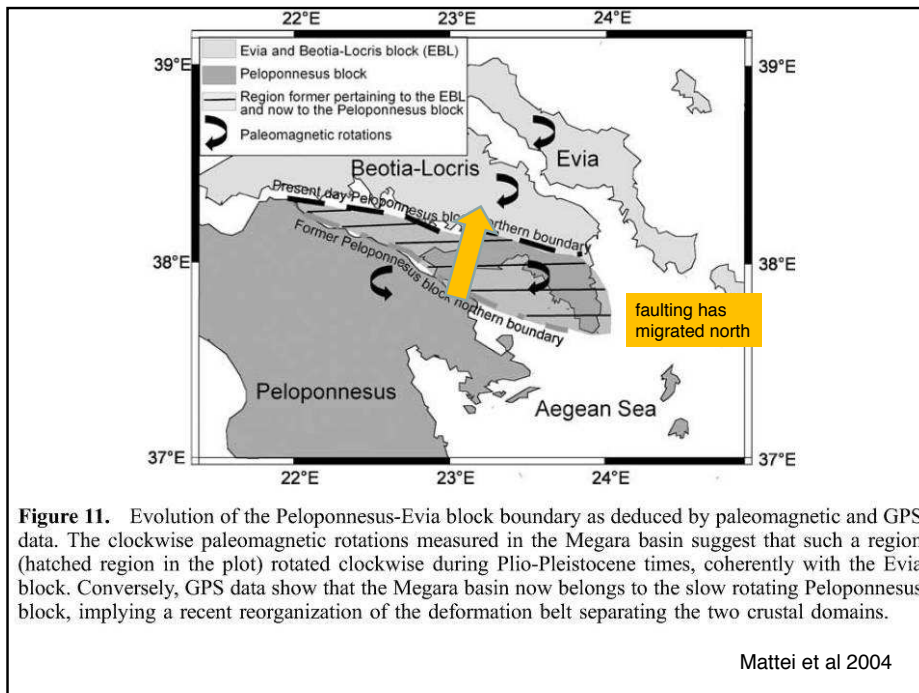 22°E 23°E 24°E
39°E 39°E
Evia and Beotia-Locris block (EBL)
Peloponnesus block
Region former pertaining to the EBL
and now to the Peloponnesus block
Paleomagnetic rotations
Evia
Beotia-Locris
Present day Peloponnesus block northern boundary
38°E 38°E
Former Peloponnesus block northern boundary
faulting has
migrated north
Peloponnesus
Aegean Sea
37°E 37°E
22°E 23°E 24°E
Figure 11. Evolution of the Peloponnesus-Evia block boundary as deduced by paleomagnetic and GPS
data. The clockwise paleomagnetic rotations measured in the Megara basin suggest that such a region
(hatched region in the plot) rotated clockwise during Plio-Pleistocene times, coherently with the Evia
block. Conversely, GPS data show that the Megara basin now belongs to the slow rotating Peloponnesus
block, implying a recent reorganization of the deformation belt separating the two crustal domains.
Mattei et al 2004